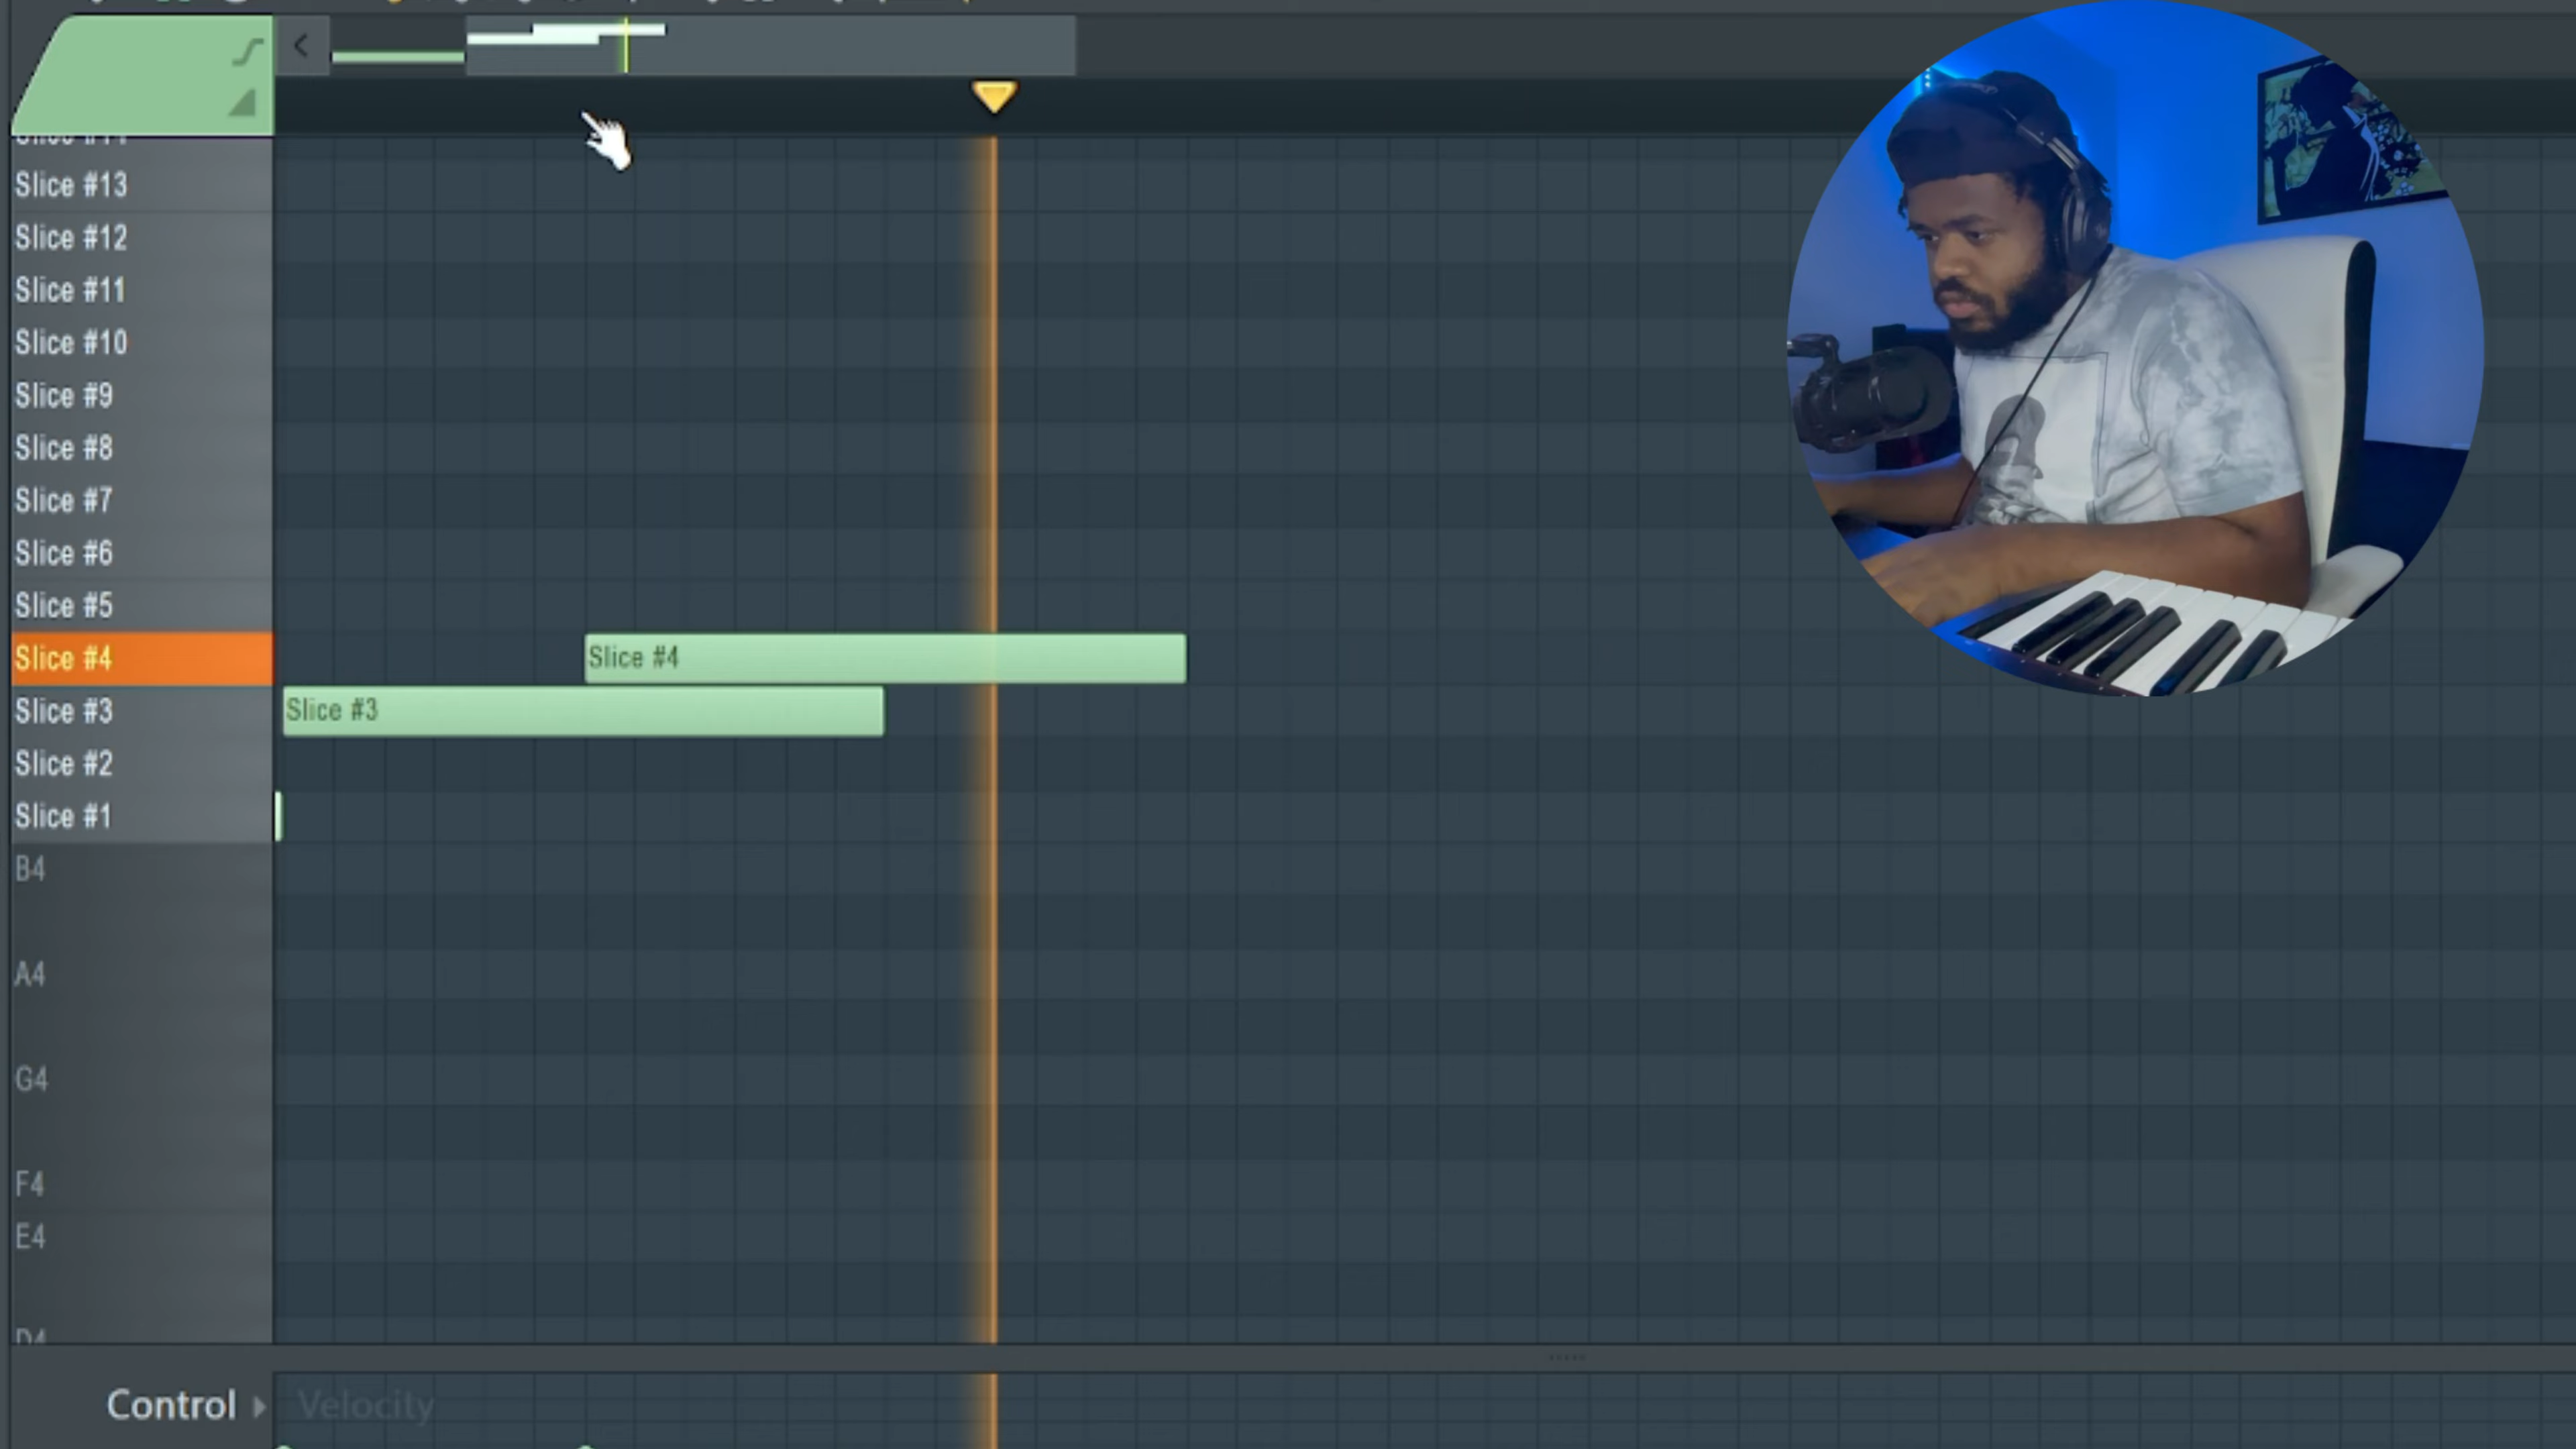 Slice #13
Slice #12
Slice #11
Slice #10
Slice #9
Slice #8
Slice #7
Slice #6
Slice #5
Slice #4
Slice #4
Slice #3
Slice #3
Slice #2
Slice #1
B4
A4
G4
F4
E4
D4
Control
Velocity